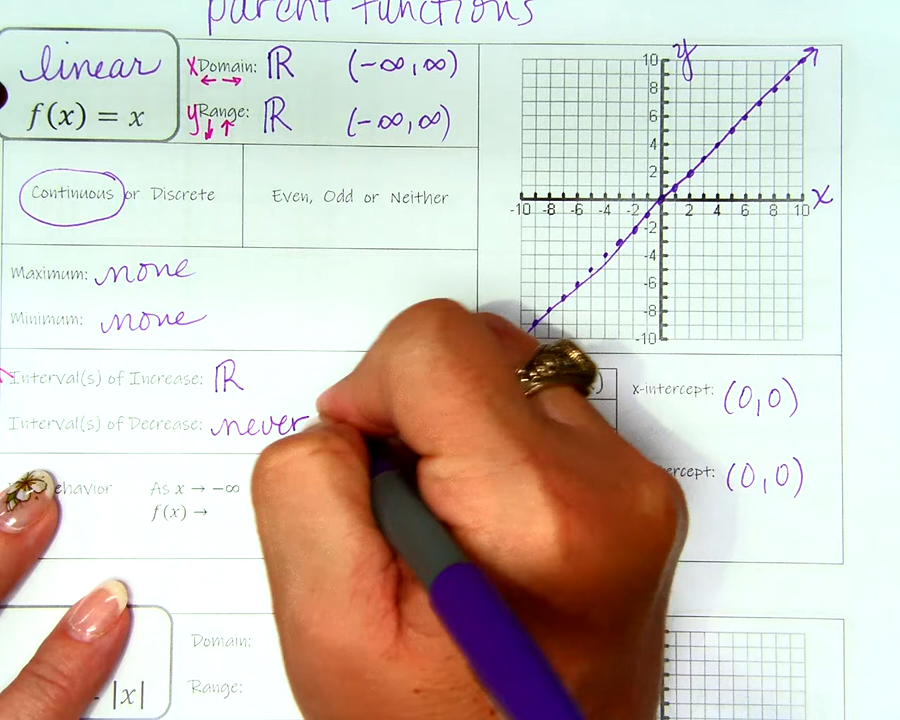 parent functions
linear
f(x) = x
x Domain: ℝ (-∞,∞)
y Range: ℝ (-∞,∞)
Continuous or Discrete
Even, Odd or Neither
Maximum: none
Minimum: none
Interval(s) of Increase: ℝ
Interval(s) of Decrease: never
ehavior
As x → -∞
f(x) →
y
x
10
8
6
4
2
-10 -8 -6 -4 -2 2 4 6 8 10
-2
-4
-6
-8
-10
x-intercept: (0,0)
ercept: (0,0)
Domain:
Range:
|x|